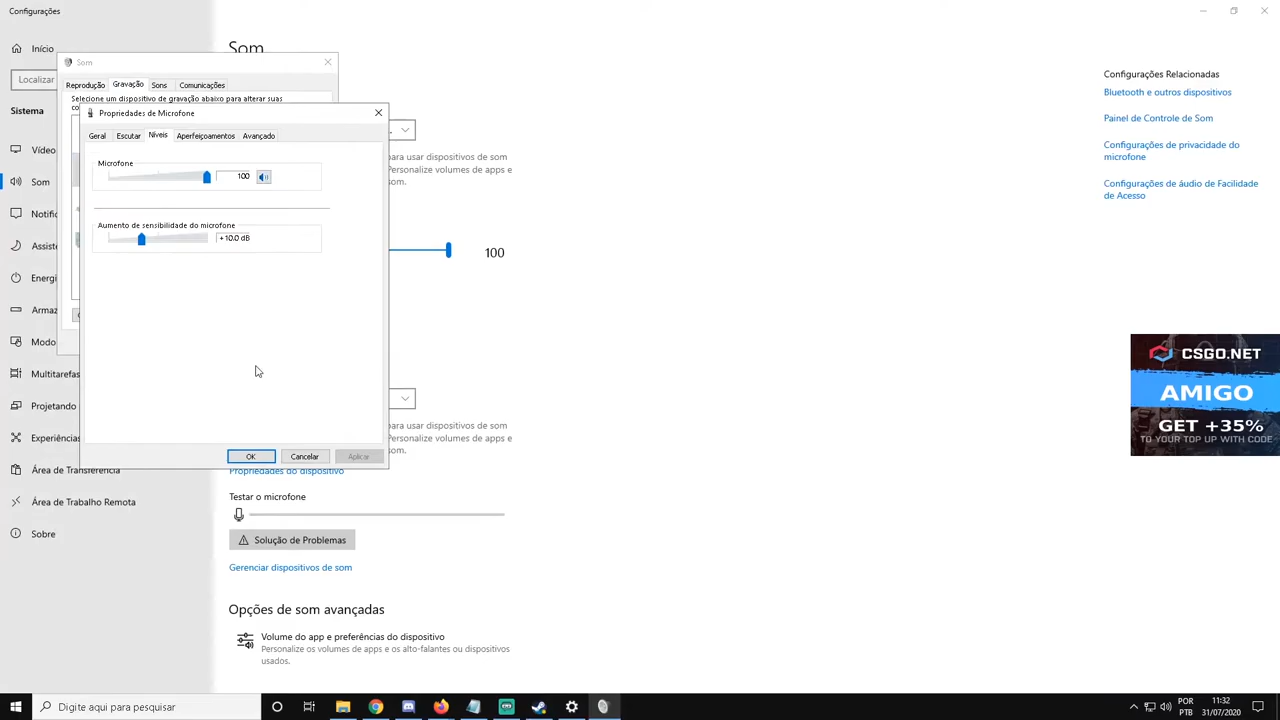 Configurações
Início
Localizar
Sistema
Vídeo
Som
Notific
Assiste
Energi
Armaz
Modo
Multitarefas
Projetando
Experiências
Área de Transferência
Área de Trabalho Remota
Sobre
Som
Som
Reprodução Gravação Sons Comunicações
Selecione um dispositivo de gravação abaixo para alterar suas
Propriedades de Microfone
Geral Escutar Níveis Aperfeiçoamentos Avançado
Microfone
100
Aumento de sensibilidade do microfone
+10.0 dB
OK Cancelar Aplicar
para usar dispositivos de som
Personalize volumes de apps e
som.
100
para usar dispositivos de som
Personalize volumes de apps e
som.
Propriedades do dispositivo
Testar o microfone
Solução de Problemas
Gerenciar dispositivos de som
Opções de som avançadas
Volume do app e preferências do dispositivo
Personalize os volumes de apps e os alto-falantes ou dispositivos
usados.
Configurações Relacionadas
Bluetooth e outros dispositivos
Painel de Controle de Som
Configurações de privacidade do
microfone
Configurações de áudio de Facilidade
de Acesso
CSGO.NET
AMIGO
GET +35%
TO YOUR TOP UP WITH CODE
Digite aqui para pesquisar
POR
PTB
11:32
31/07/2020